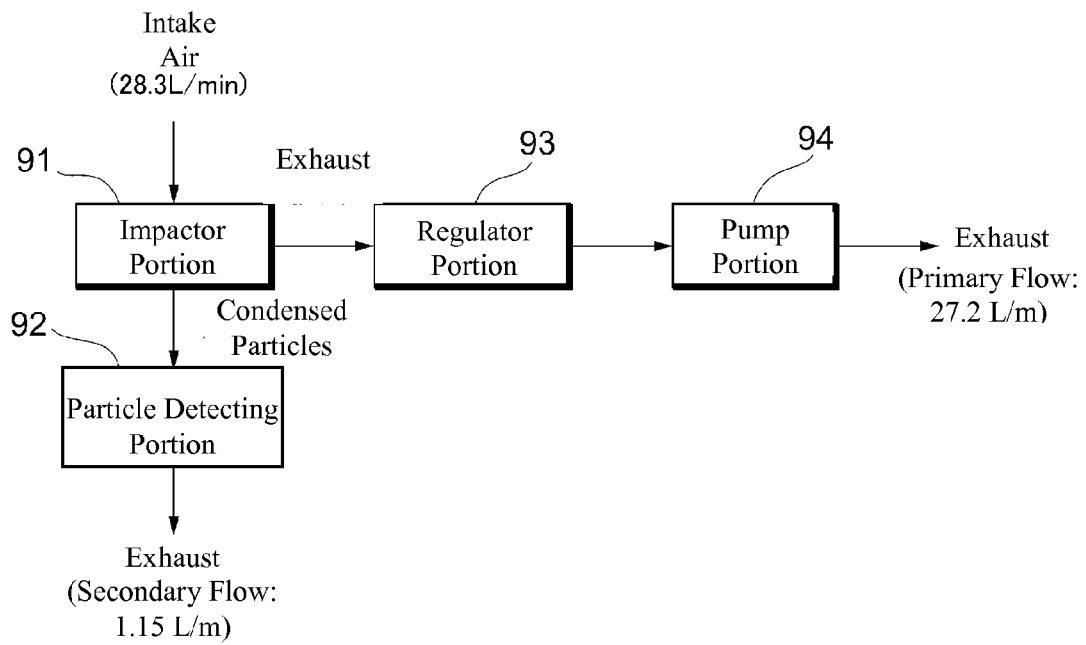 Intake
Air
(28.3L/min)
91
Exhaust
93
94
Impactor
Portion
Regulator
Portion
Pump
Portion
Exhaust
(Primary Flow:
27.2 L/m)
Condensed
Particles
92
Particle Detecting
Portion
Exhaust
(Secondary Flow:
1.15 L/m)